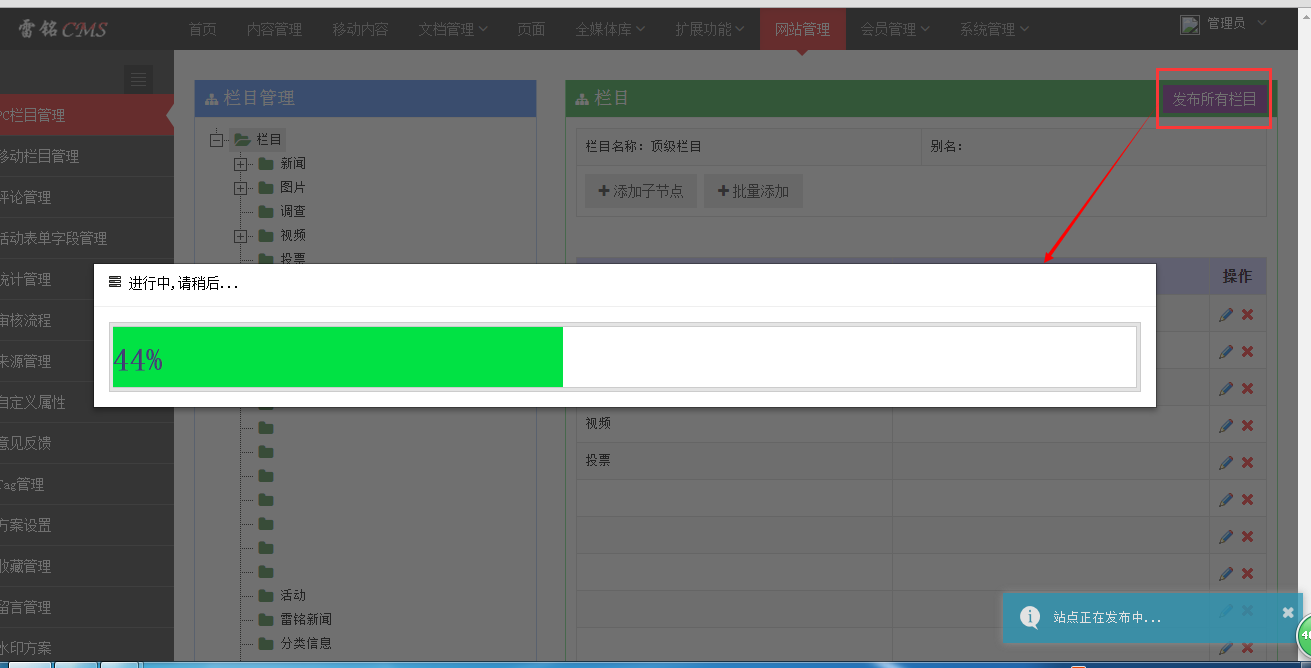 雷铭CMS
首页 内容管理 移动内容 文档管理 页面 全媒体库 扩展功能 网站管理 会员管理 系统管理 管理员
PC栏目管理
移动栏目管理
评论管理
活动表单字段管理
统计管理
审核流程
来源管理
自定义属性
意见反馈
Tag管理
方案设置
收藏管理
留言管理
水印方案
栏目管理
栏目
新闻
图片
调查
视频
投票
活动
雷铭新闻
分类信息
栏目
发布所有栏目
栏目名称: 顶级栏目
别名:
添加子节点 批量添加
操作
视频
投票
进行中,请稍后...
44%
站点正在发布中...